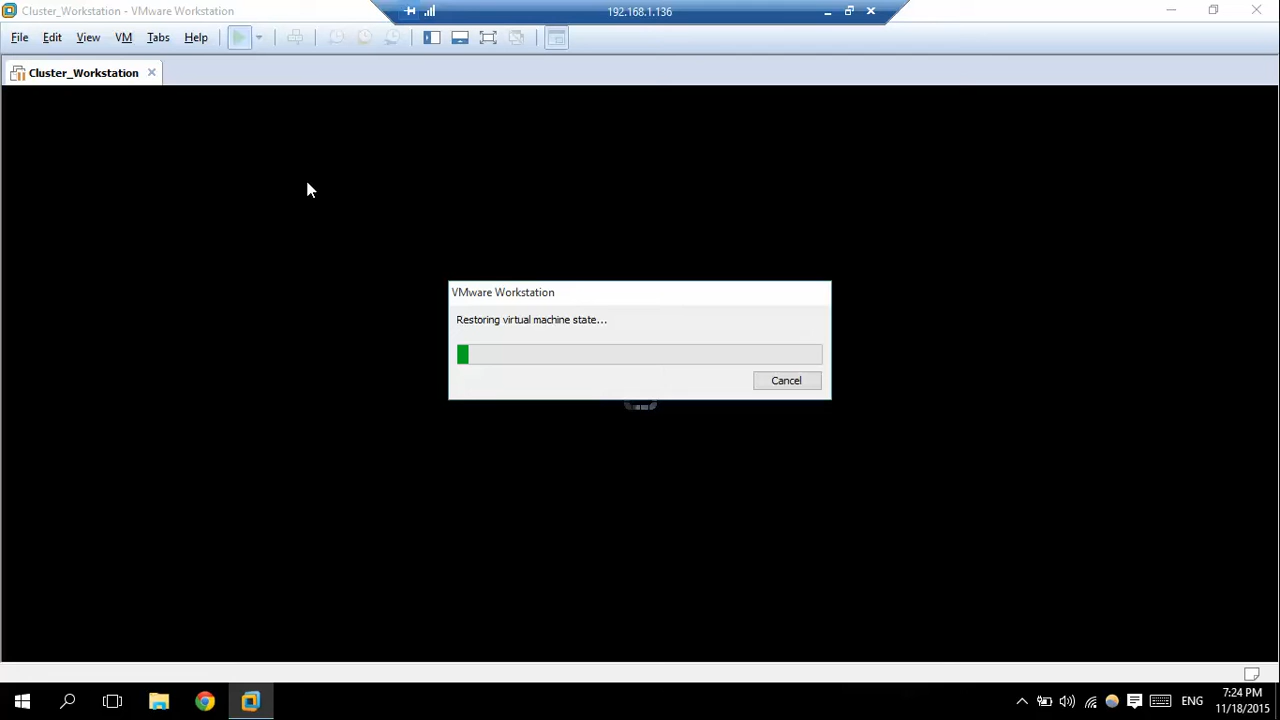 Cluster_Workstation - VMware Workstation
192.168.1.136
File Edit View VM Tabs Help
Cluster_Workstation
VMware Workstation
Restoring virtual machine state...
Cancel
ENG
7:24 PM
11/18/2015